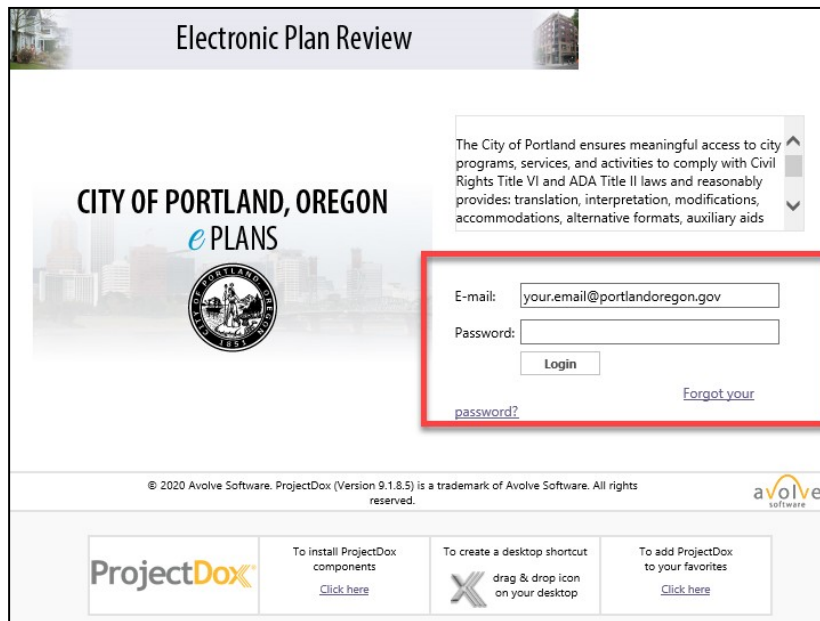 Electronic Plan Review
The City of Portland ensures meaningful access to city
programs, services, and activities to comply with Civil
Rights Title VI and ADA Title II laws and reasonably
provides: translation, interpretation, modifications,
accommodations, alternative formats, auxiliary aids
CITY OF PORTLAND, OREGON
e PLANS
CITY OF PORTLAND, OREGON
1851
E-mail: your.email@portlandoregon.gov
Password:
Login
Forgot your
password?
© 2020 Avolve Software. ProjectDox (Version 9.1.8.5) is a trademark of Avolve Software. All rights
reserved.
avolve
software
ProjectDox
To install ProjectDox
components
Click here
To create a desktop shortcut
drag & drop icon
on your desktop
To add ProjectDox
to your favorites
Click here